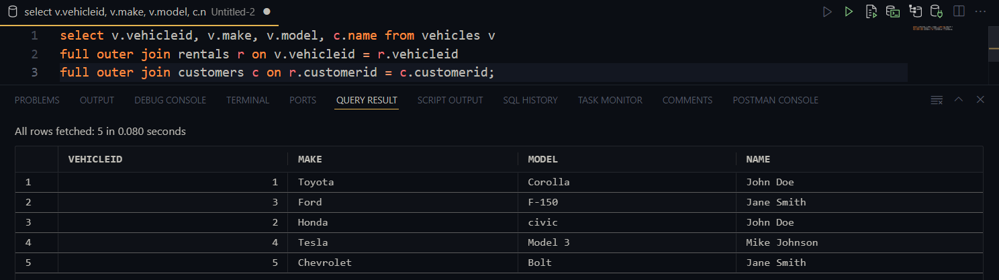 select v.vehicleid, v.make, v.model, c.n Untitled-2
1 select v.vehicleid, v.make, v.model, c.name from vehicles v
2 full outer join rentals r on v.vehicleid = r.vehicleid
3 full outer join customers c on r.customerid = c.customerid;
PROBLEMS OUTPUT DEBUG CONSOLE TERMINAL PORTS QUERY RESULT SCRIPT OUTPUT SQL HISTORY TASK MONITOR COMMENTS POSTMAN CONSOLE
All rows fetched: 5 in 0.080 seconds
VEHICLEID MAKE MODEL NAME
1 1 Toyota Corolla John Doe
2 3 Ford F-150 Jane Smith
3 2 Honda civic John Doe
4 4 Tesla Model 3 Mike Johnson
5 5 Chevrolet Bolt Jane Smith